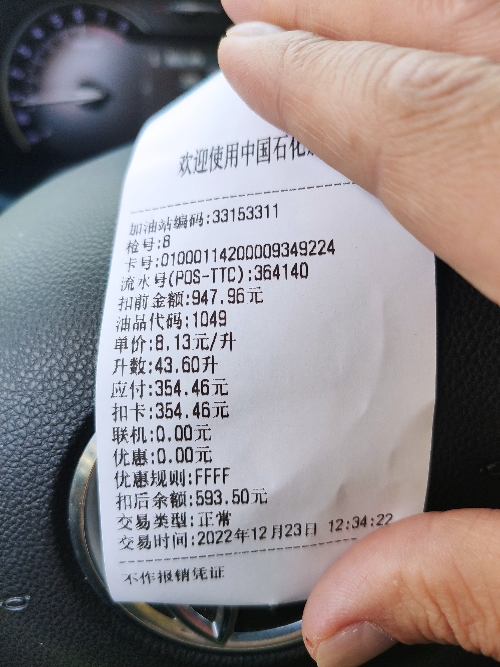 欢迎使用中国石化
加油站编码:33153311
枪号:8
卡号:01000114200009349224
流水号(POS-TTC):364140
扣前金额:947.96元
油品代码:1049
单价:8.13元/升
升数:43.60升
应付:354.46元
扣卡:354.46元
联机:0.00元
优惠:0.00元
优惠规则:FFFF
扣后余额:593.50元
交易类型:正常
交易时间:2022年12月23日 12:34:22
不作报销凭证